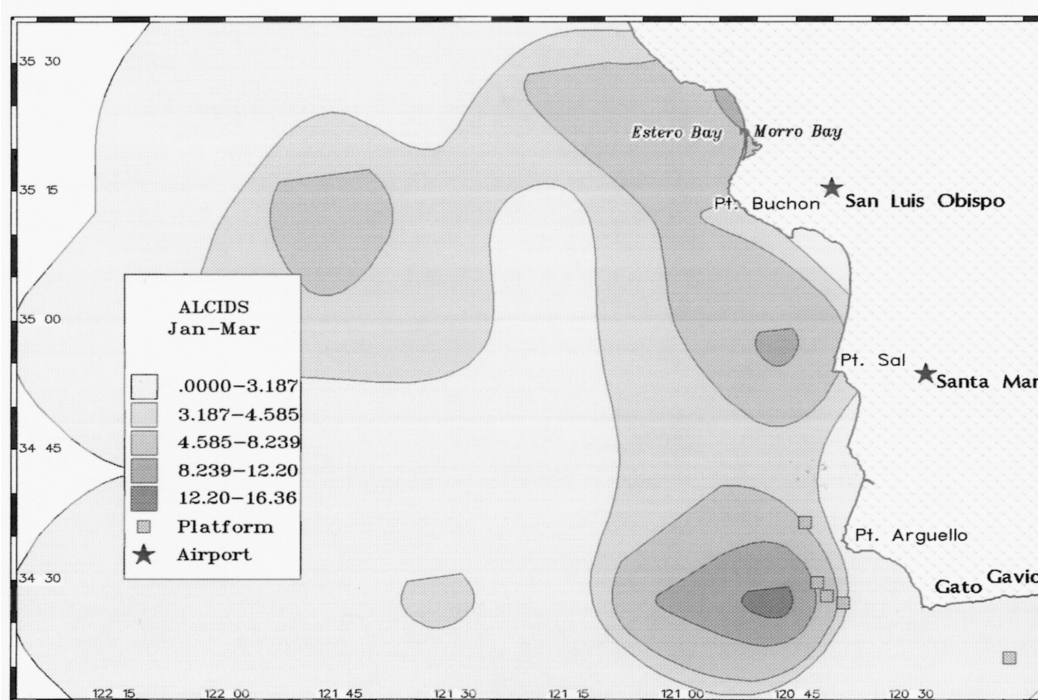 35 30
Estero Bay
Morro Bay
35 15
Pt. Buchon
San Luis Obispo
ALCIDS
Jan-Mar
35 00
Pt. Sal
Santa Mar
.0000-3.187
3.187-4.585
34 45
4.585-8.239
8.239-12.20
12.20-16.36
Platform
Pt. Arguello
Airport
34 30
Gato
Gavio
122 15
122 00
121 45
121 30
121 15
121 00
120 45
120 30